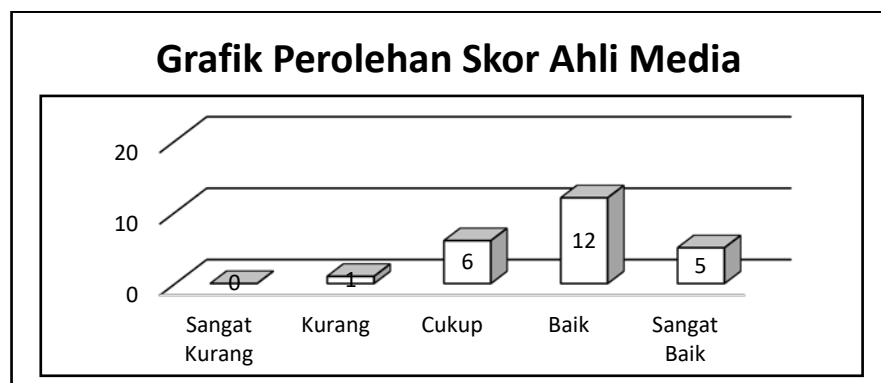 Grafik Perolehan Skor Ahli Media
20
10
0
0
1
6
12
5
Sangat Kurang
Kurang
Cukup
Baik
Sangat Baik